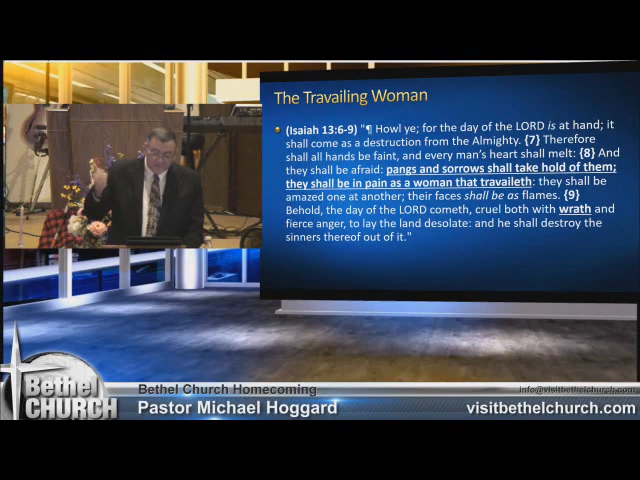 The Travailing Woman
(Isaiah 13:6-9) "¶ Howl ye; for the day of the LORD is at hand; it
shall come as a destruction from the Almighty. {7} Therefore
shall all hands be faint, and every man's heart shall melt: {8} And
they shall be afraid: pangs and sorrows shall take hold of them;
they shall be in pain as a woman that travaileth: they shall be
amazed one at another; their faces shall be as flames. {9}
Behold, the day of the LORD cometh, cruel both with wrath and
fierce anger, to lay the land desolate: and he shall destroy the
sinners thereof out of it."
Bethel
CHURCH
Bethel Church Homecoming
info@visitbethelchurch.com
Pastor Michael Hoggard
visitbethelchurch.com